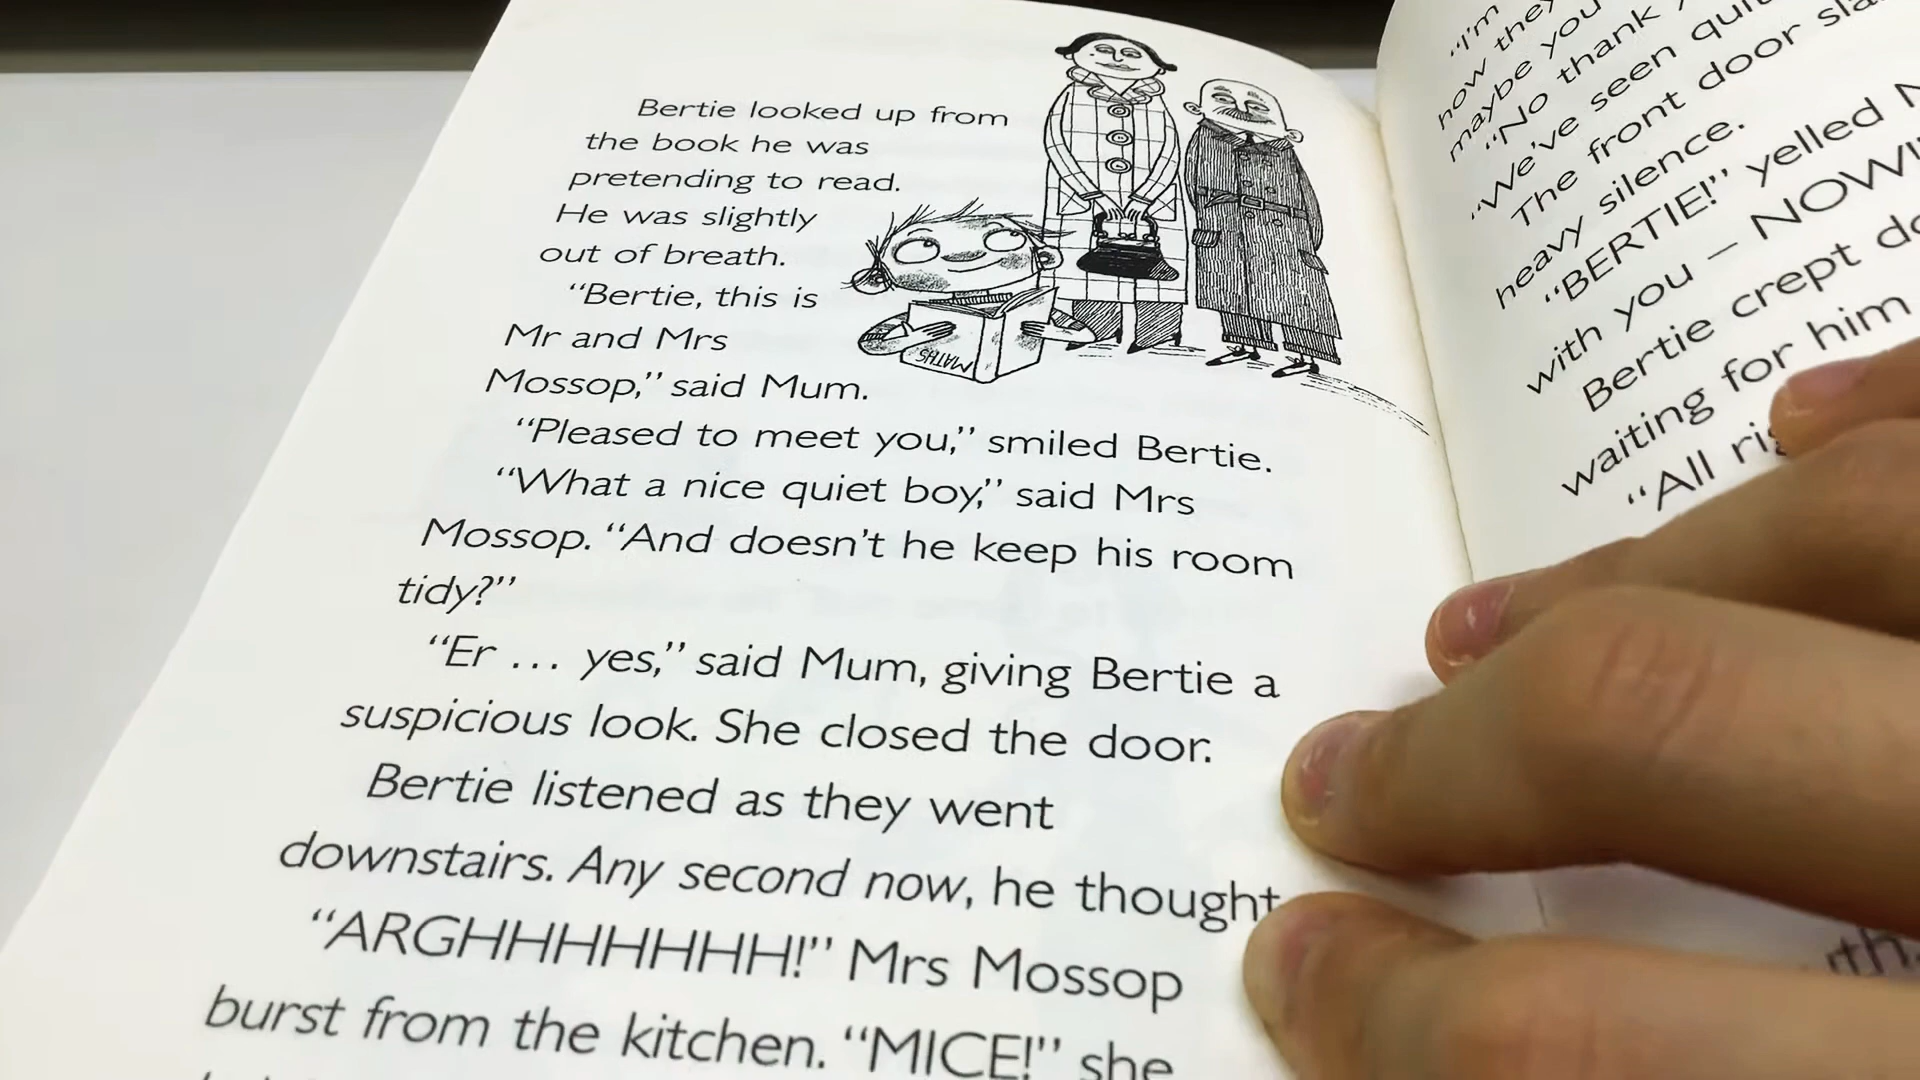 Bertie looked up from
the book he was
pretending to read.
He was slightly
out of breath.
“Bertie, this is
Mr and Mrs
Mossop,” said Mum.
“Pleased to meet you,” smiled Bertie.
“What a nice quiet boy,” said Mrs
Mossop. “And doesn’t he keep his room
tidy?”
“Er … yes,” said Mum, giving Bertie a
suspicious look. She closed the door.
Bertie listened as they went
downstairs. Any second now, he thought
“ARGHHHHHHH!” Mrs Mossop
burst from the kitchen. “MICE!” she
MATHS
“I’m
now they
maybe you
“No thank
“We’ve seen
The front door
heavy silence.
“BERTIE!” yelled
with you – NOW!
Bertie crept
waiting for him
“All